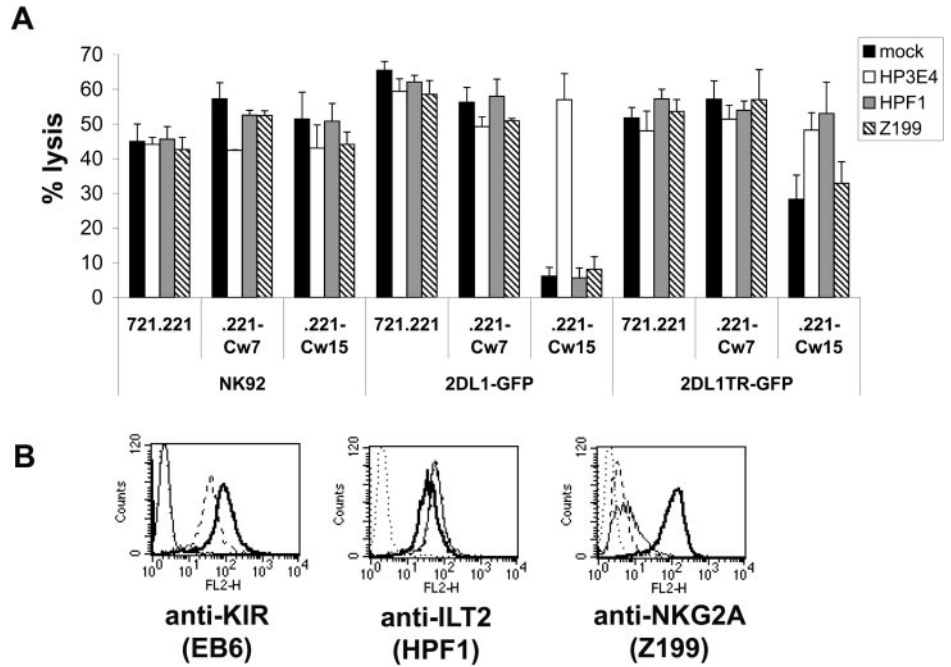 A
% lysis
70
60
50
40
30
20
10
0
mock
HP3E4
HPF1
Z199
721.221 .221-Cw7 .221-Cw15 721.221 .221-Cw7 .221-Cw15 721.221 .221-Cw7 .221-Cw15
NK92 2DL1-GFP 2DL1TR-GFP
B
120
Counts
0
10⁰ 10¹ 10² 10³ 10⁴
FL2-H
anti-KIR
(EB6)
120
Counts
0
10⁰ 10¹ 10² 10³ 10⁴
FL2-H
anti-ILT2
(HPF1)
120
Counts
0
10⁰ 10¹ 10² 10³ 10⁴
FL2-H
anti-NKG2A
(Z199)